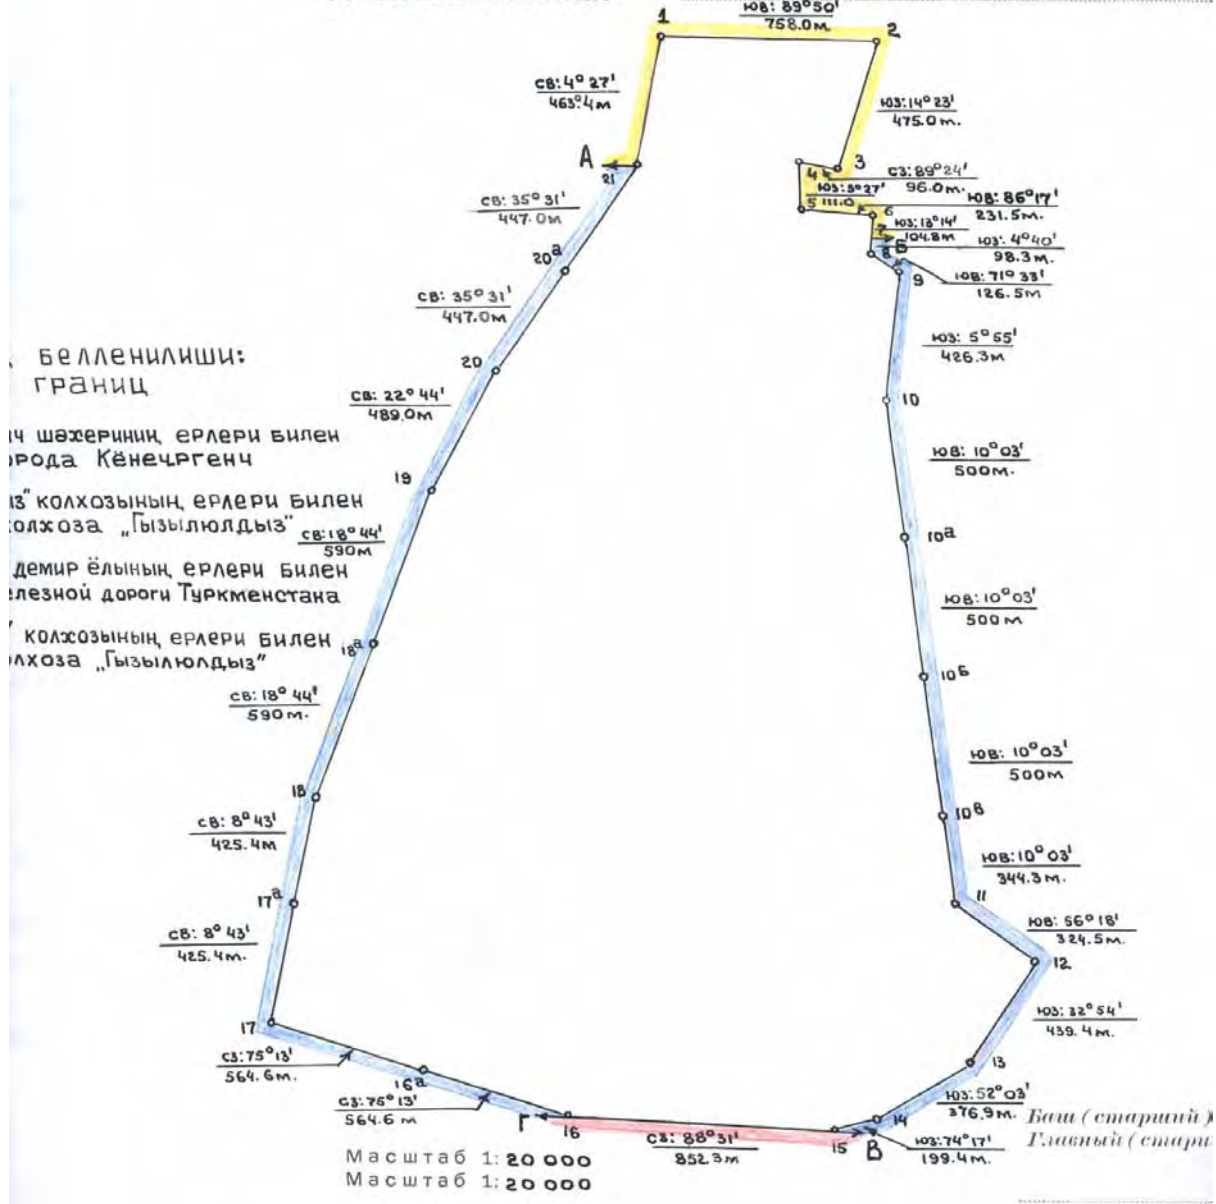 ЮВ: 89°50'
758.0м.
1
2
СВ: 4°27'
463.4м
ЮЗ: 14°23'
475.0м.
А
21
3
4
СЗ: 89°24'
96.0м.
ЮЗ: 5°27'
111.0
5
6
ЮВ: 86°17'
231.5м.
7
ЮЗ: 13°14'
104.8м
8
Б
ЮЗ: 4°40'
98.3м.
9
ЮВ: 71°33'
126.5м
СВ: 35°31'
447.0м
20а
СВ: 35°31'
447.0м
ЮЗ: 5°55'
426.3м
БЕЛЛЕНИЛИШИ:
ГРАНИЦ
20
10
СВ: 22°44'
489.0м
ич шәхериниң ерлери билен
орода Кёнеургенч
ЮВ: 10°03'
500м.
19
ыз" колхозының ерлери билен
колхоза „Гызылюлдыз"
СВ: 18°44'
590м
10а
демир ёлының ерлери билен
елезной дороги Туркменстана
ЮВ: 10°03'
500м
колхозының ерлери билен
олхоза „Гызылюлдыз"
18а
10Б
СВ: 18°44'
590м.
ЮВ: 10°03'
500м
18
10В
СВ: 8°43'
425.4м
ЮВ: 10°03'
344.3м.
17а
11
СВ: 8°43'
425.4м.
ЮВ: 56°18'
324.5м.
12
17
ЮЗ: 32°54'
439.4м
СЗ: 75°13'
564.6м.
16а
13
СЗ: 75°13'
564.6м
Г
16
ЮЗ: 52°03'
376.9м.
14
СЗ: 88°31'
852.3м
15
В
ЮЗ: 74°17'
199.4м.
Баш (старший)
Главный (стар
Масштаб 1: 20 000
Масштаб 1: 20 000